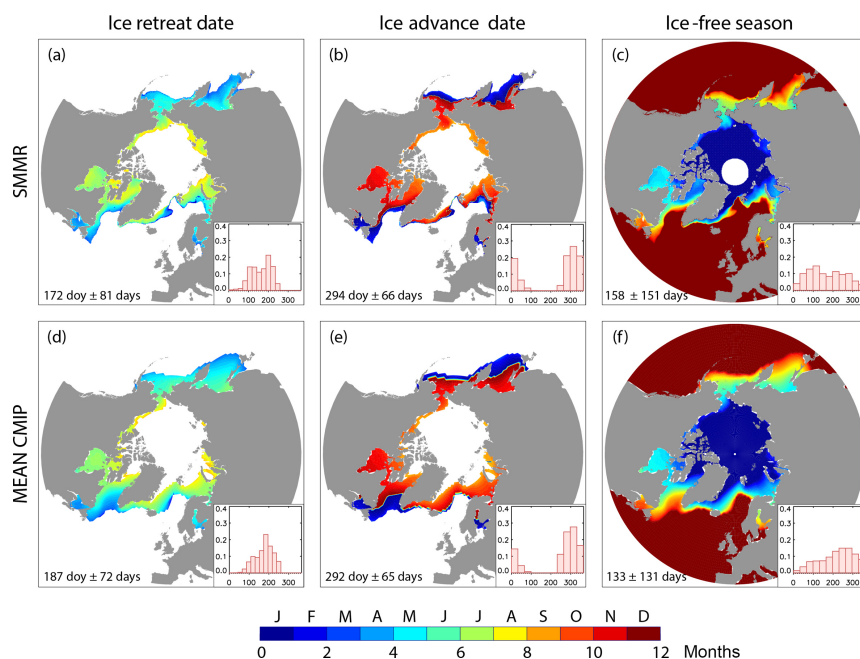 Ice retreat date Ice advance date Ice-free season
SMMR
(a) (b) (c)
0.4 0.4 0.4
0.3 0.3 0.3
0.2 0.2 0.2
0.1 0.1 0.1
0.0 0.0 0.0
0 100 200 300 0 100 200 300 0 100 200 300
172 doy ± 81 days 294 doy ± 66 days 158 ± 151 days
MEAN CMIP
(d) (e) (f)
0.4 0.4 0.4
0.3 0.3 0.3
0.2 0.2 0.2
0.1 0.1 0.1
0.0 0.0 0.0
0 100 200 300 0 100 200 300 0 100 200 300
187 doy ± 72 days 292 doy ± 65 days 133 ± 131 days
J F M A M J J A S O N D
0 2 4 6 8 10 12 Months